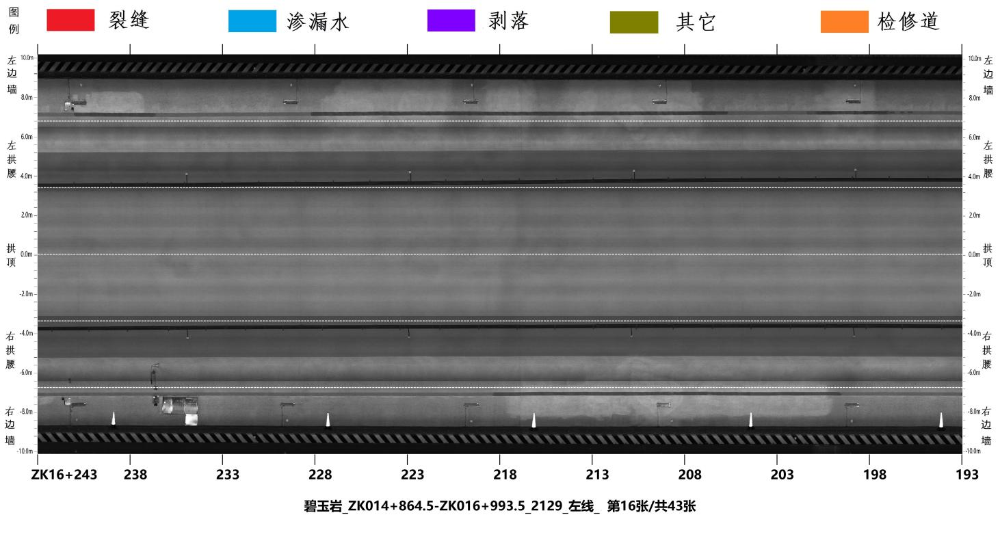 图例 裂缝 渗漏水 剥落 其它 检修道
左边墙 10.0m 10.0m 左边墙
8.0m 8.0m
6.0m 6.0m
左拱腰 左拱腰
4.0m 4.0m
2.0m 2.0m
拱顶 0.0m 0.0m 拱顶
-2.0m -2.0m
-4.0m -4.0m
右拱腰 右拱腰
-6.0m -6.0m
右边墙 -8.0m -8.0m 右边墙
-10.0m -10.0m
ZK16+243 238 233 228 223 218 213 208 203 198 193
碧玉岩_ZK014+864.5-ZK016+993.5_2129_左线_ 第16张/共43张